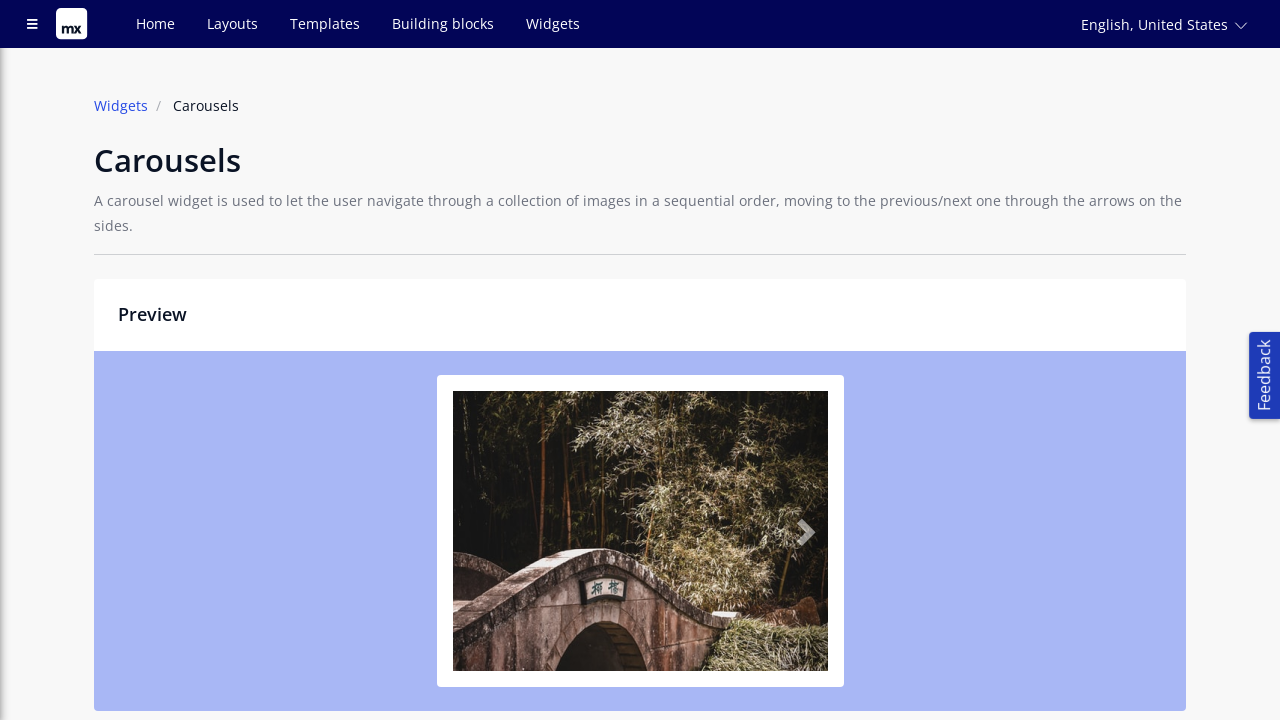 mx
Home
Layouts
Templates
Building blocks
Widgets
English, United States
Widgets / Carousels
Carousels
A carousel widget is used to let the user navigate through a collection of images in a sequential order, moving to the previous/next one through the arrows on the
sides.
Preview
Feedback